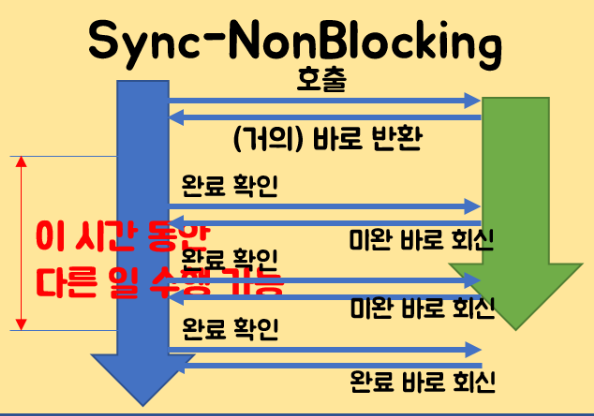 Sync-NonBlocking
호출
(거의) 바로 반환
완료 확인
이 시간 동안
미완 바로 회신
완료 확인
다른 일 수행 가능
미완 바로 회신
완료 확인
완료 바로 회신